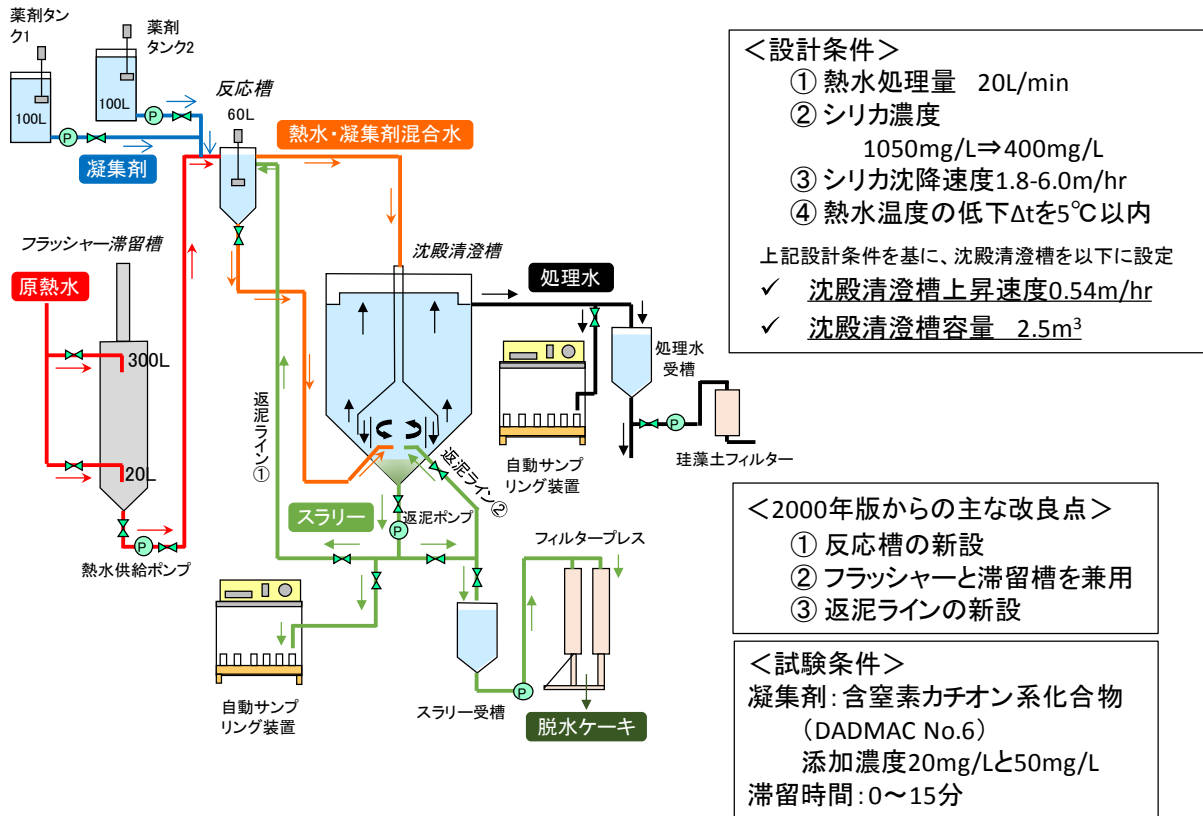 薬剤タン
ク1
薬剤
タンク2
100L
100L
P
P
反応槽
60L
凝集剤
熱水・凝集剤混合水
フラッシャー滞留槽
原熱水
300L
20L
P
熱水供給ポンプ
返泥ライン①
沈殿清澄槽
処理水
処理水
受槽
P
珪藻土フィルター
自動サンプ
リング装置
返泥ライン②
スラリー
返泥ポンプ
P
フィルタープレス
自動サンプ
リング装置
スラリー受槽
P
脱水ケーキ
＜設計条件＞
① 熱水処理量 20L/min
② シリカ濃度
1050mg/L⇒400mg/L
③ シリカ沈降速度1.8-6.0m/hr
④ 熱水温度の低下Δtを5℃以内
上記設計条件を基に、沈殿清澄槽を以下に設定
✓ 沈殿清澄槽上昇速度0.54m/hr
✓ 沈殿清澄槽容量 2.5m³
＜2000年版からの主な改良点＞
① 反応槽の新設
② フラッシャーと滞留槽を兼用
③ 返泥ラインの新設
＜試験条件＞
凝集剤：含窒素カチオン系化合物
（DADMAC No.6）
添加濃度20mg/Lと50mg/L
滞留時間：0～15分